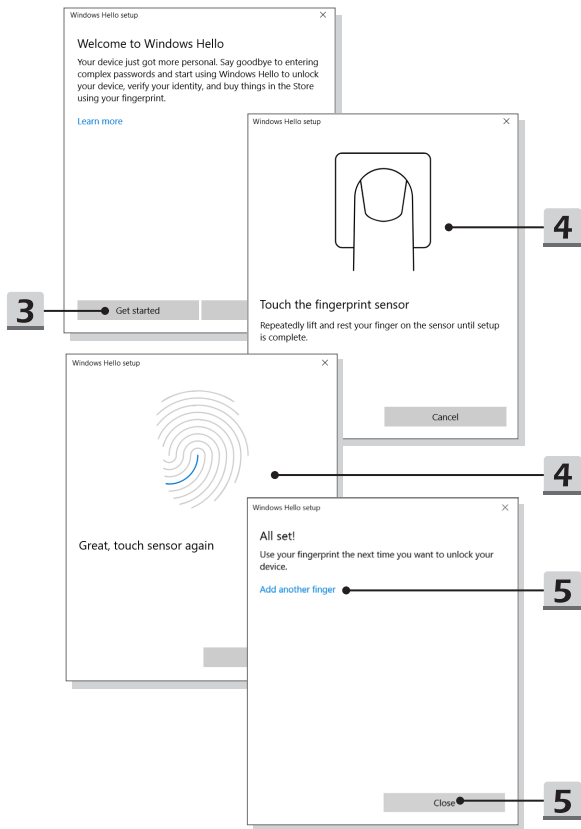 Windows Hello setup
Welcome to Windows Hello
Your device just got more personal. Say goodbye to entering
complex passwords and start using Windows Hello to unlock
your device, verify your identity, and buy things in the Store
using your fingerprint.
Learn more
3
Get started
Windows Hello setup
4
Touch the fingerprint sensor
Repeatedly lift and rest your finger on the sensor until setup
is complete.
Cancel
Windows Hello setup
4
Great, touch sensor again
Windows Hello setup
All set!
Use your fingerprint the next time you want to unlock your
device.
Add another finger
5
Close
5